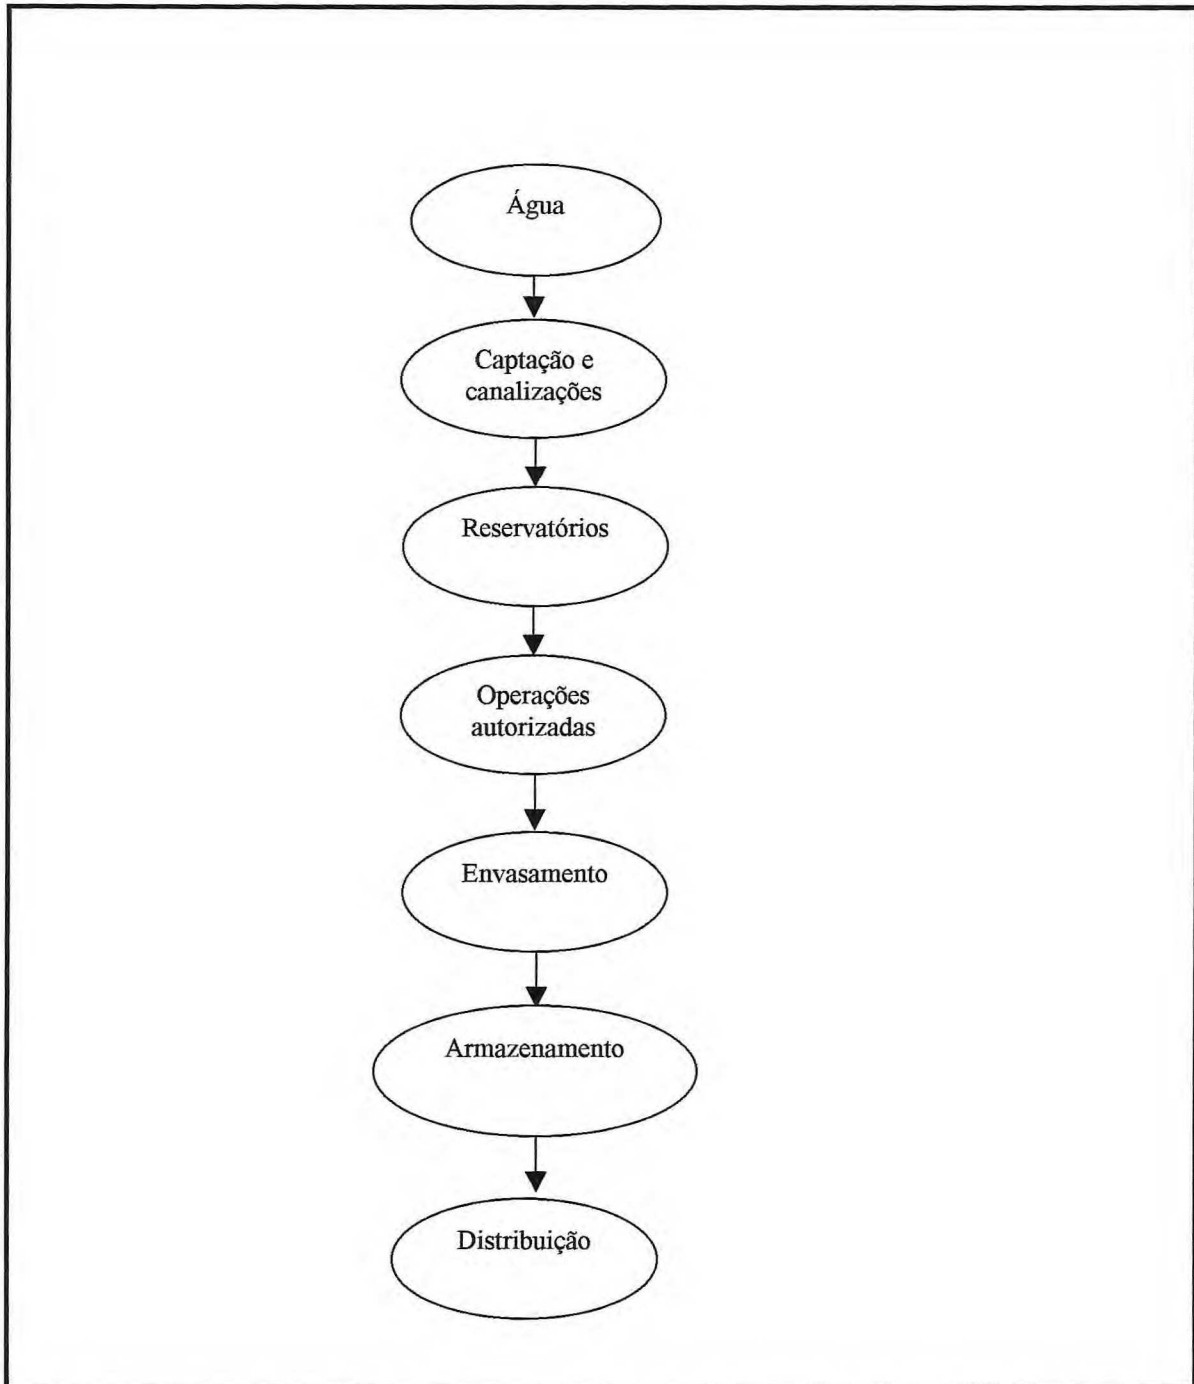 Água
Captação e
canalizações
Reservatórios
Operações
autorizadas
Envasamento
Armazenamento
Distribuição